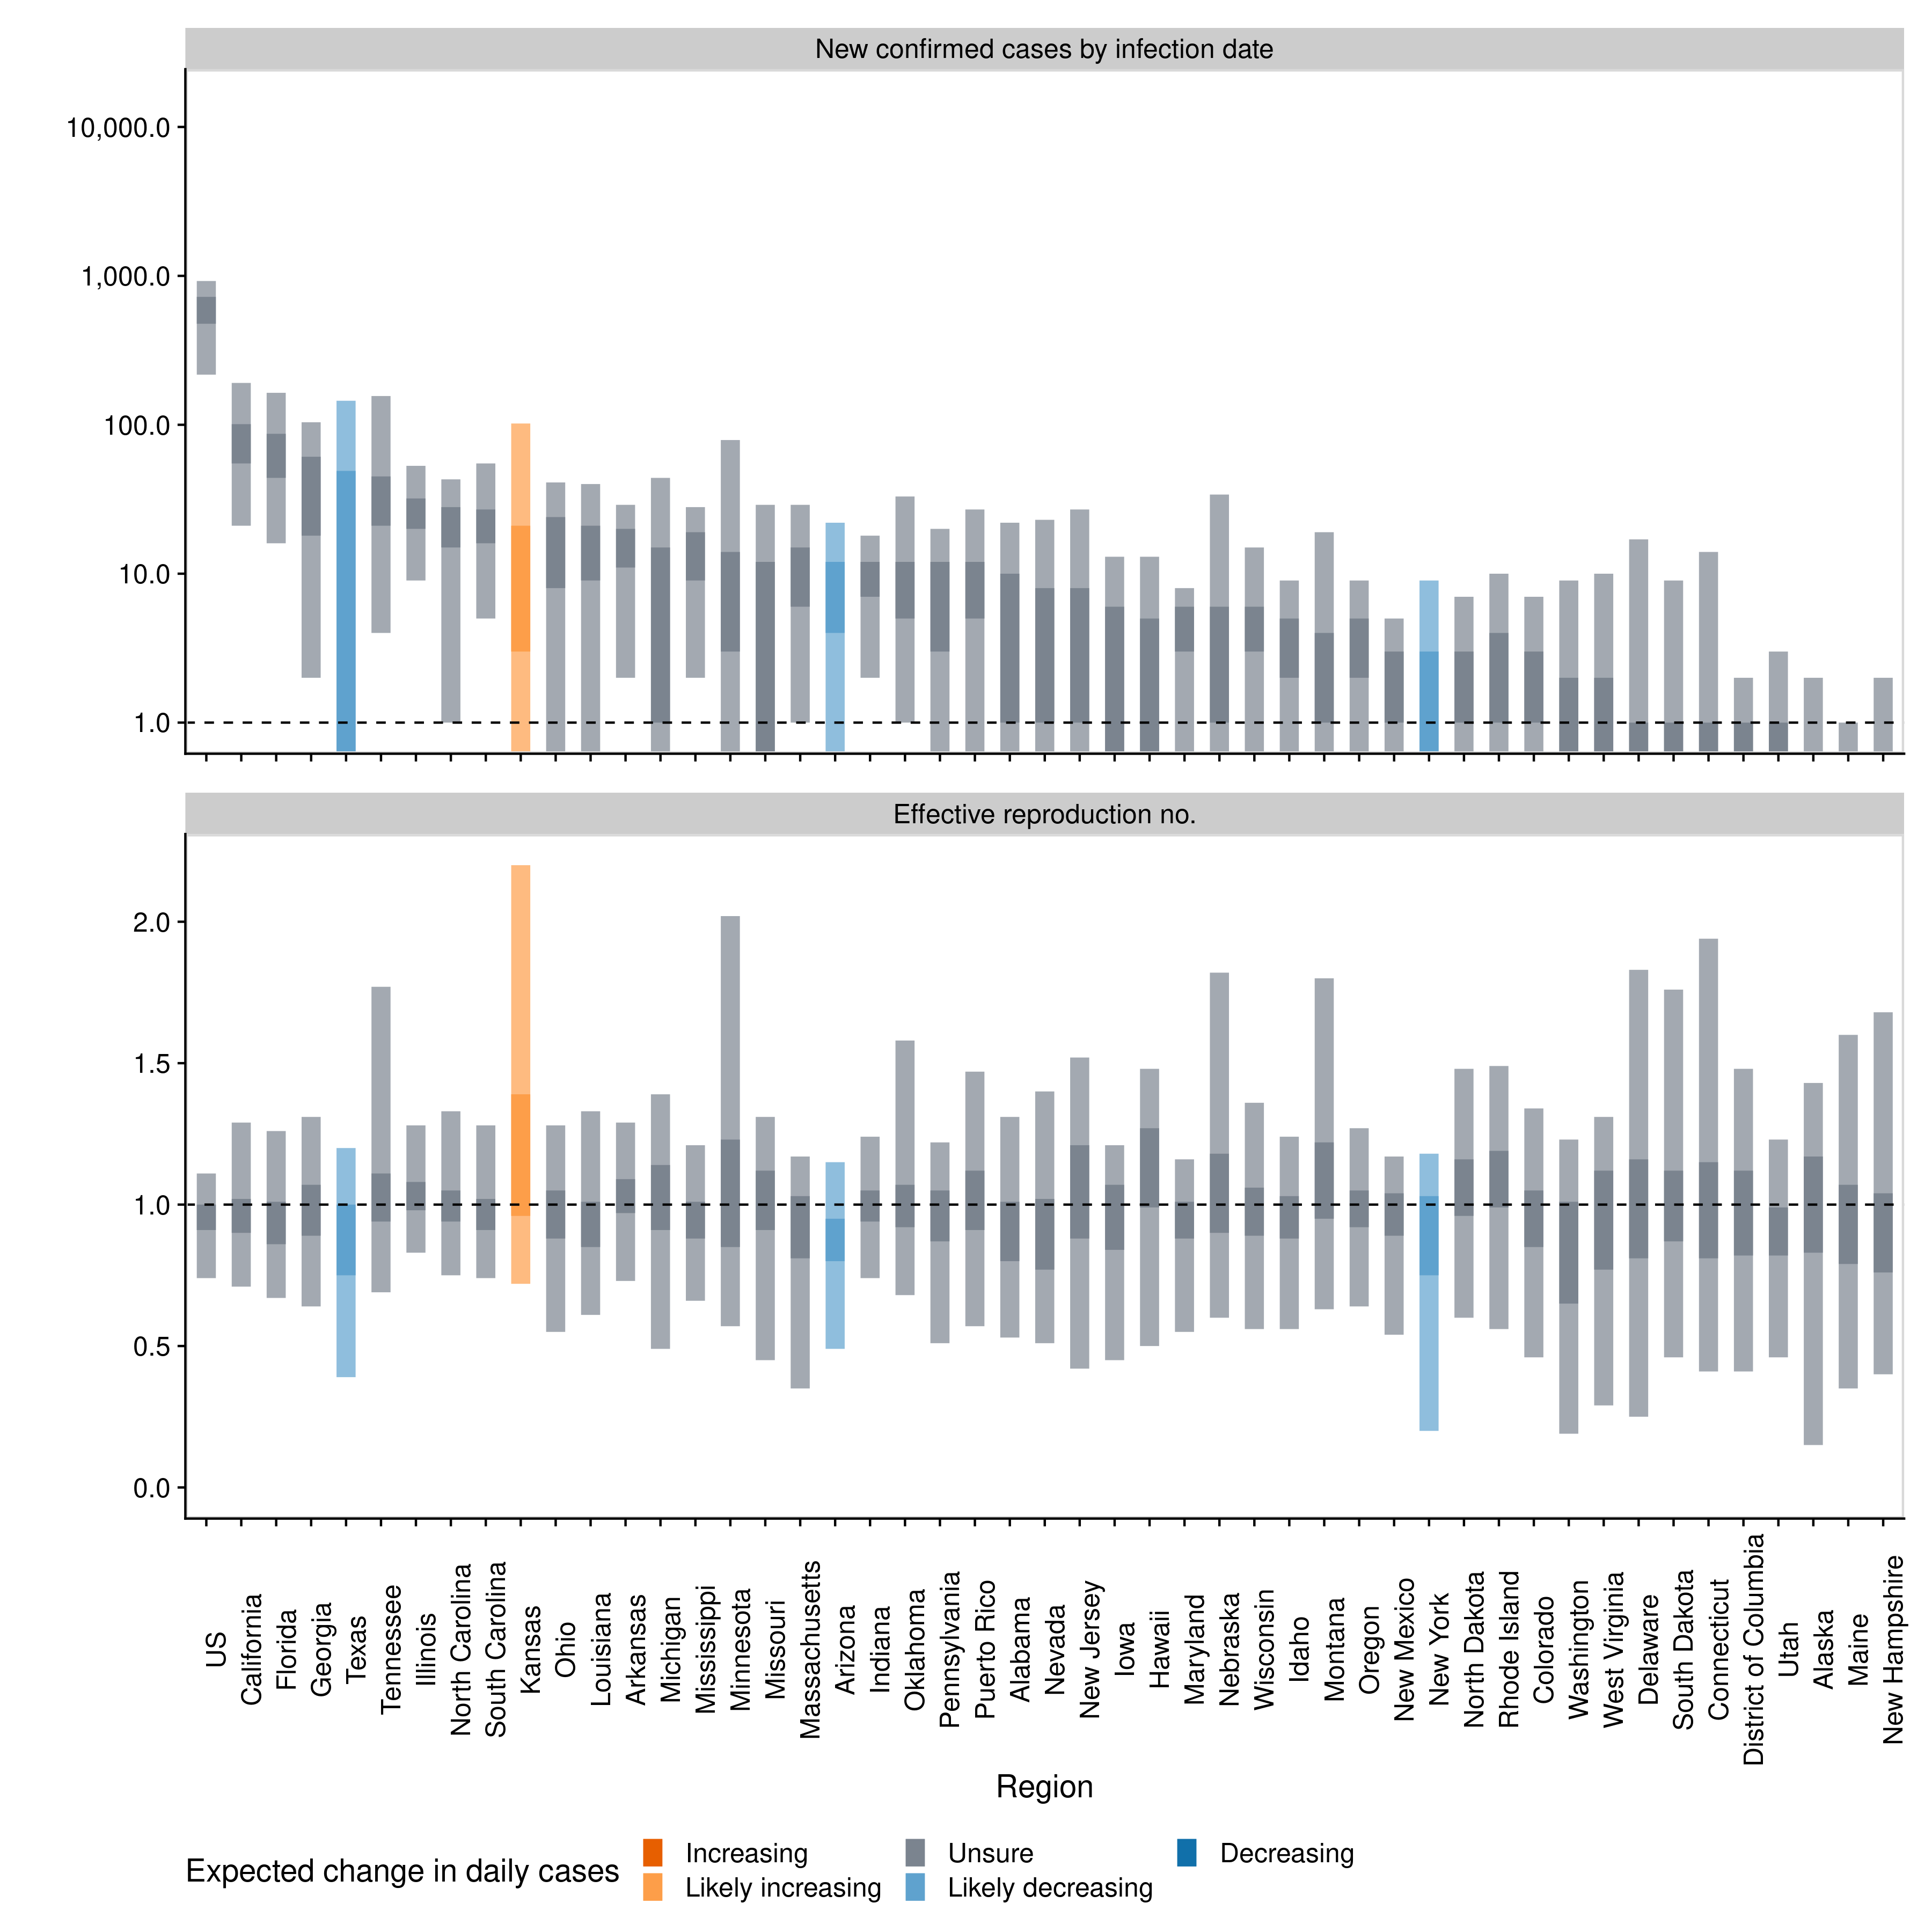 New confirmed cases by infection date
10,000.0
1,000.0
100.0
10.0
1.0
Effective reproduction no.
2.0
1.5
1.0
0.5
0.0
US
California
Florida
Georgia
Texas
Tennessee
Illinois
North Carolina
South Carolina
Kansas
Ohio
Louisiana
Arkansas
Michigan
Mississippi
Minnesota
Missouri
Massachusetts
Arizona
Indiana
Oklahoma
Pennsylvania
Puerto Rico
Alabama
Nevada
New Jersey
Iowa
Hawaii
Maryland
Nebraska
Wisconsin
Idaho
Montana
Oregon
New Mexico
New York
North Dakota
Rhode Island
Colorado
Washington
West Virginia
Delaware
South Dakota
Connecticut
District of Columbia
Utah
Alaska
Maine
New Hampshire
Region
Expected change in daily cases
Increasing
Likely increasing
Unsure
Likely decreasing
Decreasing